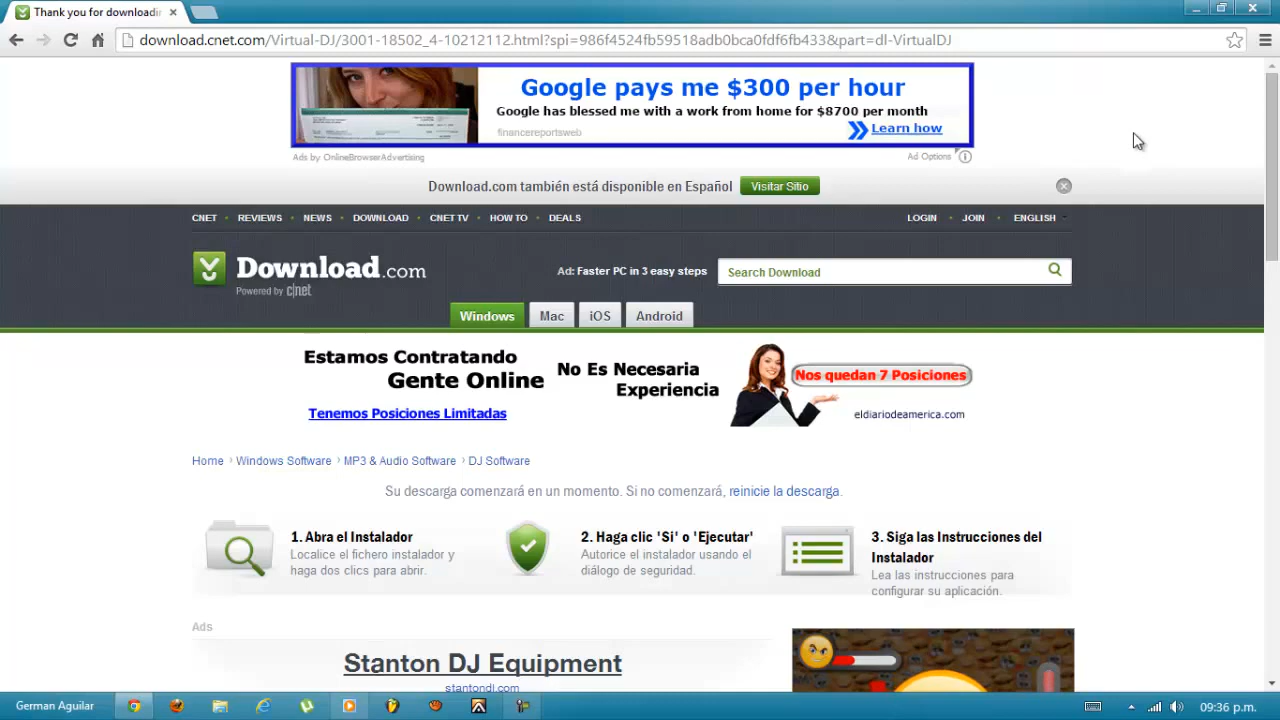 Thank you for downloadin
download.cnet.com/Virtual-DJ/3001-18502_4-10212112.html?spi=986f4524fb59518adb0bca0fdf6fb433&part=dl-VirtualDJ
Google pays me $300 per hour
Google has blessed me with a work from home for $8700 per month
financereportsweb
Learn how
Ads by OnlineBrowserAdvertising
Ad Options
Download.com también está disponible en Español
Visitar Sitio
CNET • REVIEWS • NEWS • DOWNLOAD • CNET TV • HOW TO • DEALS
LOGIN • JOIN • ENGLISH
Download.com
Powered by c|net
Ad: Faster PC in 3 easy steps
Search Download
Windows
Mac
iOS
Android
Estamos Contratando
Gente Online
Tenemos Posiciones Limitadas
No Es Necesaria
Experiencia
Nos quedan 7 Posiciones
eldiariodeamerica.com
Home › Windows Software › MP3 & Audio Software › DJ Software
Su descarga comenzará en un momento. Si no comenzará, reinicie la descarga.
1. Abra el Instalador
Localice el fichero instalador y
haga dos clics para abrir.
2. Haga clic 'Si' o 'Ejecutar'
Autorice el instalador usando el
diálogo de seguridad.
3. Siga las Instrucciones del
Instalador
Lea las instrucciones para
configurar su aplicación.
Ads
Stanton DJ Equipment
stantondj.com
German Aguilar
09:36 p.m.